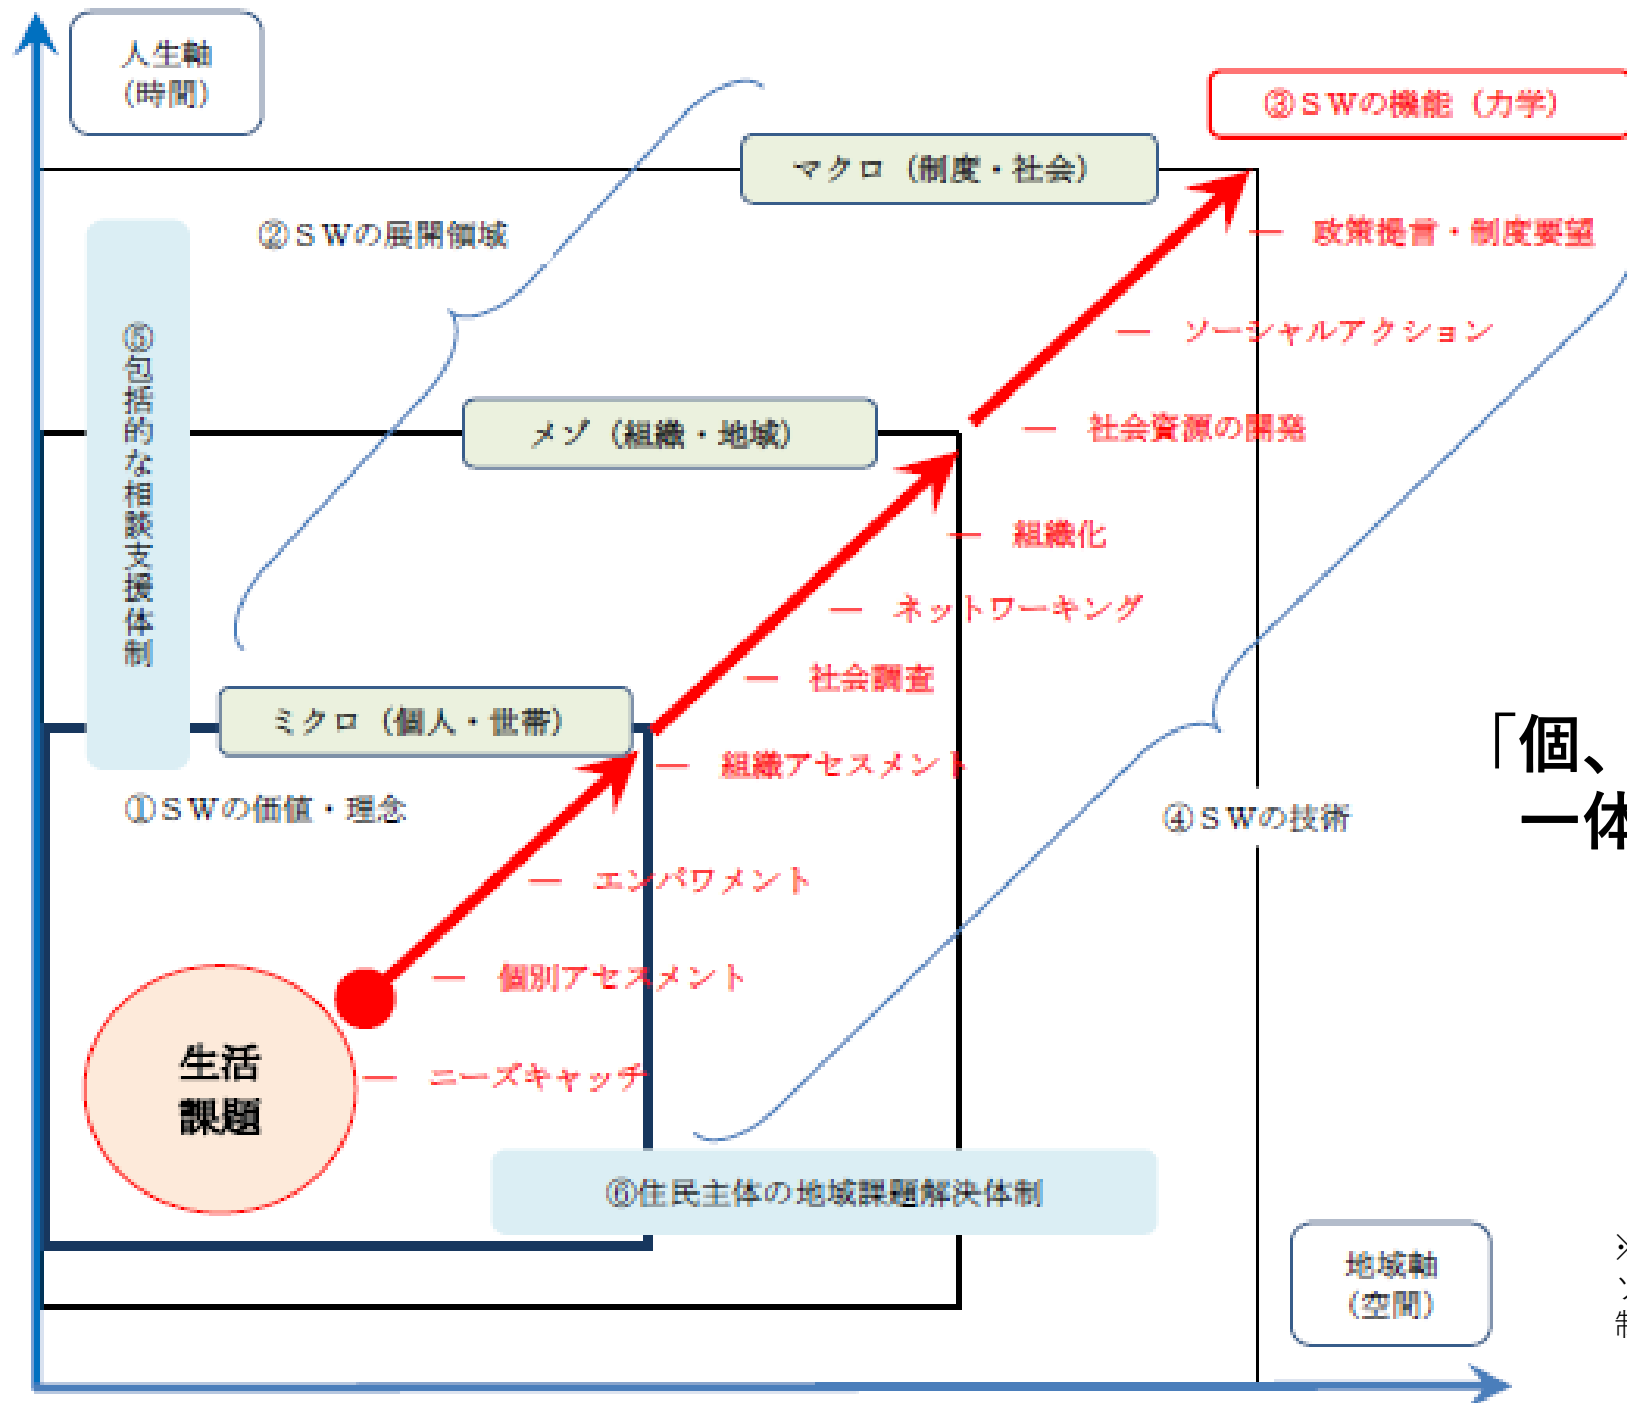 人生軸
(時間)
③ＳＷの機能（力学）
マクロ（制度・社会）
政策提言・制度要望
②ＳＷの展開領域
ソーシャルアクション
⑤包括的な相談支援体制
メゾ（組織・地域）
社会資源の開発
組織化
ネットワーキング
社会調査
ミクロ（個人・世帯）
組織アセスメント
「個、
一体
①ＳＷの価値・理念
④ＳＷの技術
エンパワメント
個別アセスメント
生活
課題
ニーズキャッチ
⑥住民主体の地域課題解決体制
地域軸
(空間)
※